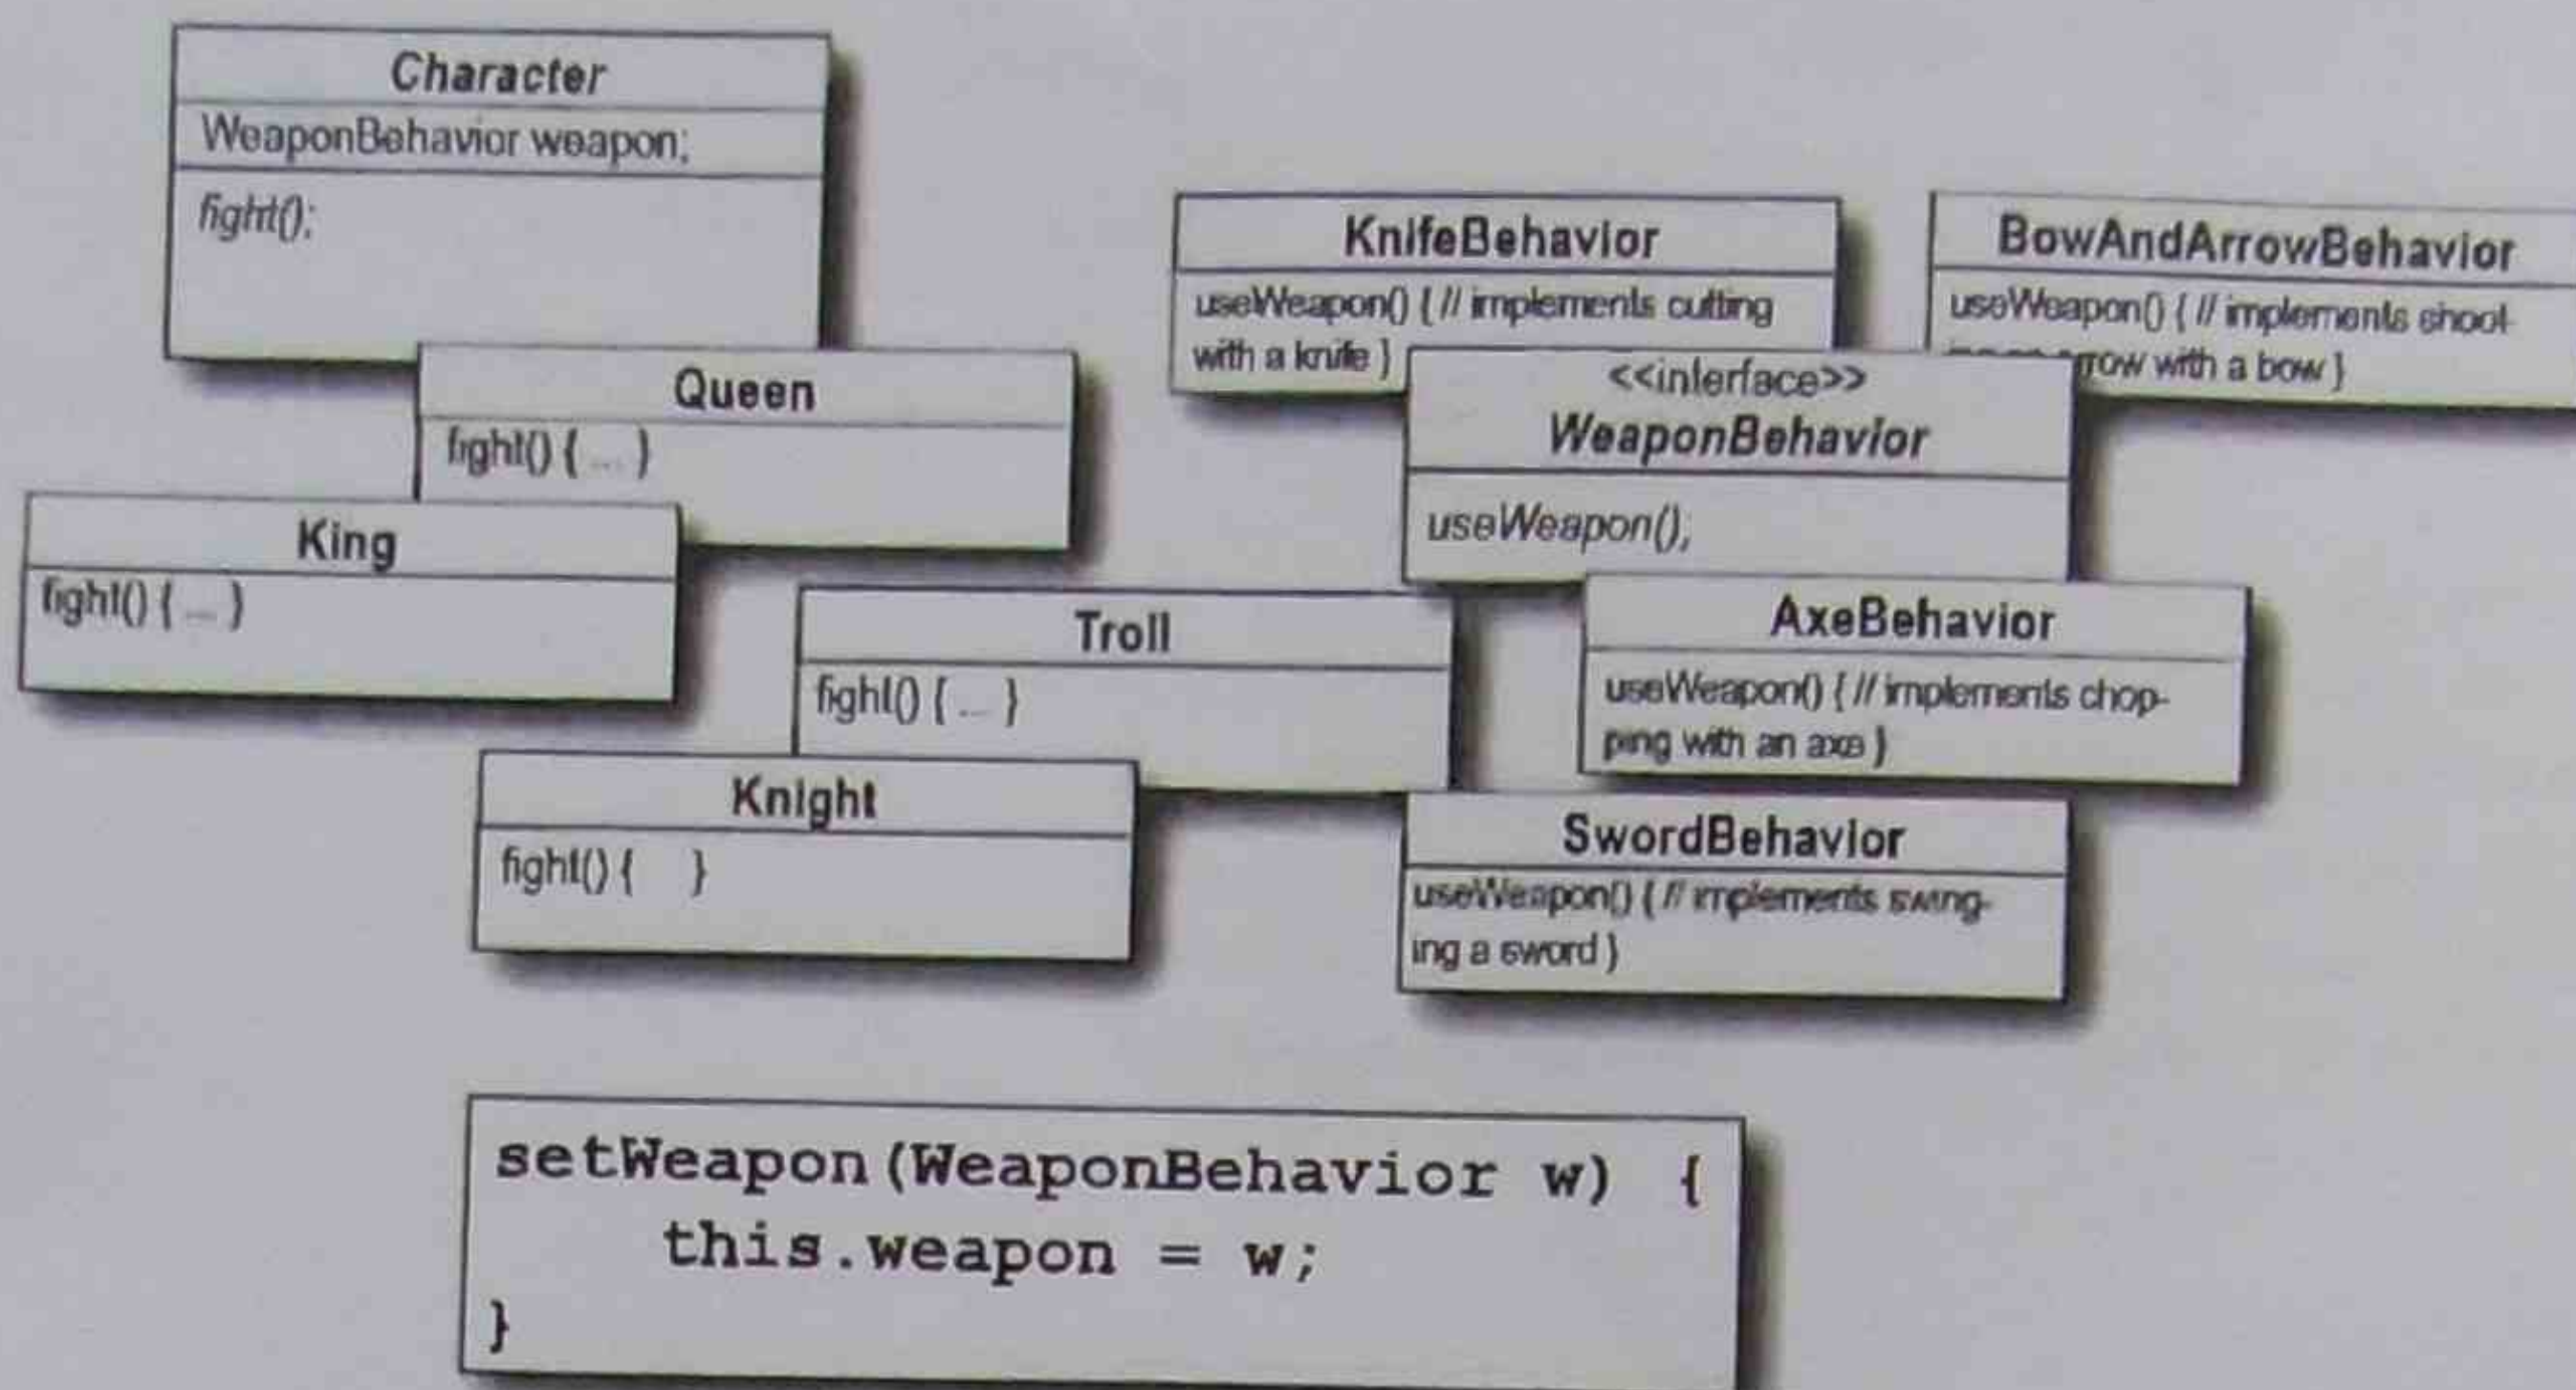 Character
WeaponBehavior weapon;
fight();
Queen
fight() { ... }
King
fight() { ... }
Troll
fight() { ... }
Knight
fight() { }
KnifeBehavior
useWeapon() { // implements cutting
with a knife }
BowAndArrowBehavior
useWeapon() { // implements shoot-
with a bow }
<<interface>>
WeaponBehavior
useWeapon();
AxeBehavior
useWeapon() { // implements chop-
ping with an axe }
SwordBehavior
useWeapon() { // implements swing-
ing a sword }
setWeapon(WeaponBehavior w) {
this.weapon = w;
}